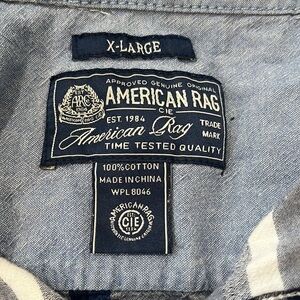 X-LARGE
APPROVED GENUINE ORIGINAL
ARC
AMERICAN RAG
CIE
EST. 1984
TRADE
MARK
American Rag
TIME TESTED QUALITY
100% COTTON
MADE IN CHINA
WPL 8046
AMERICAN RAG
CIE